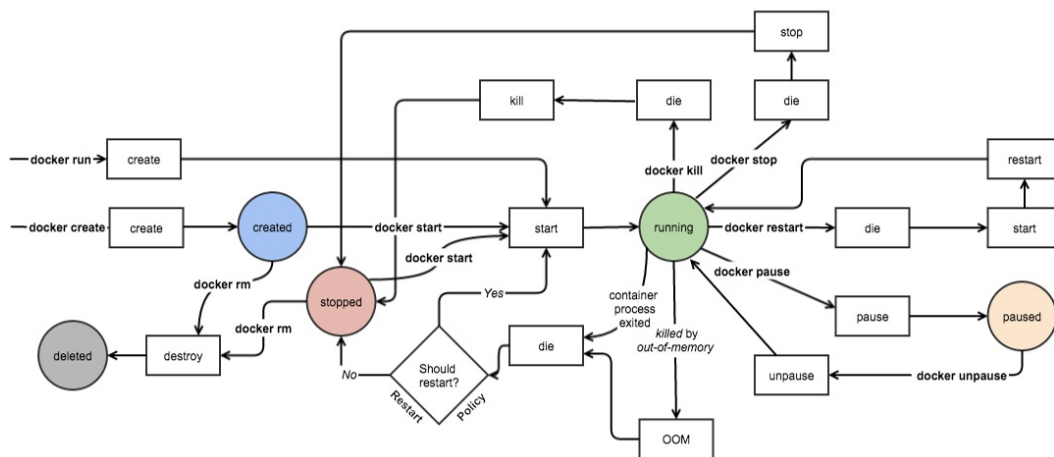 stop
kill
die
die
docker run
create
docker kill
docker stop
restart
docker create
create
created
docker start
start
running
docker restart
die
start
docker start
docker pause
docker rm
stopped
Yes
container
process
exited
pause
paused
docker rm
killed by
out-of-memory
deleted
destroy
die
Should
restart?
No
Restart
Policy
unpause
docker unpause
OOM